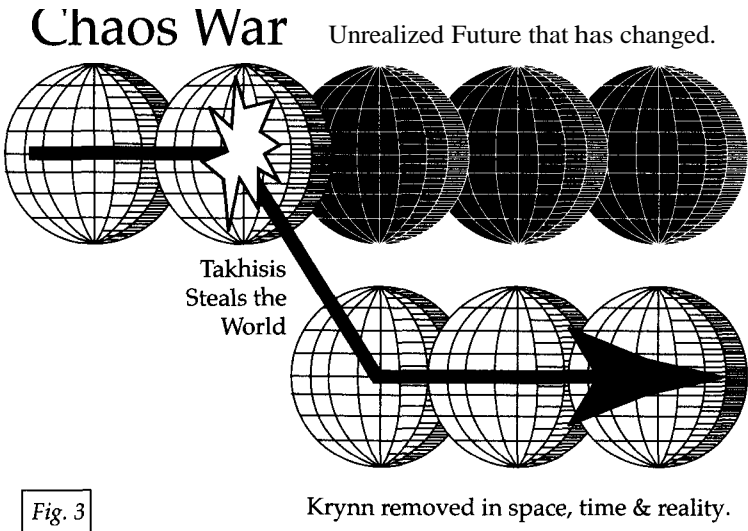 Chaos War
Unrealized Future that has changed.
Takhisis
Steals the
World
Fig. 3
Krynn removed in space, time & reality.